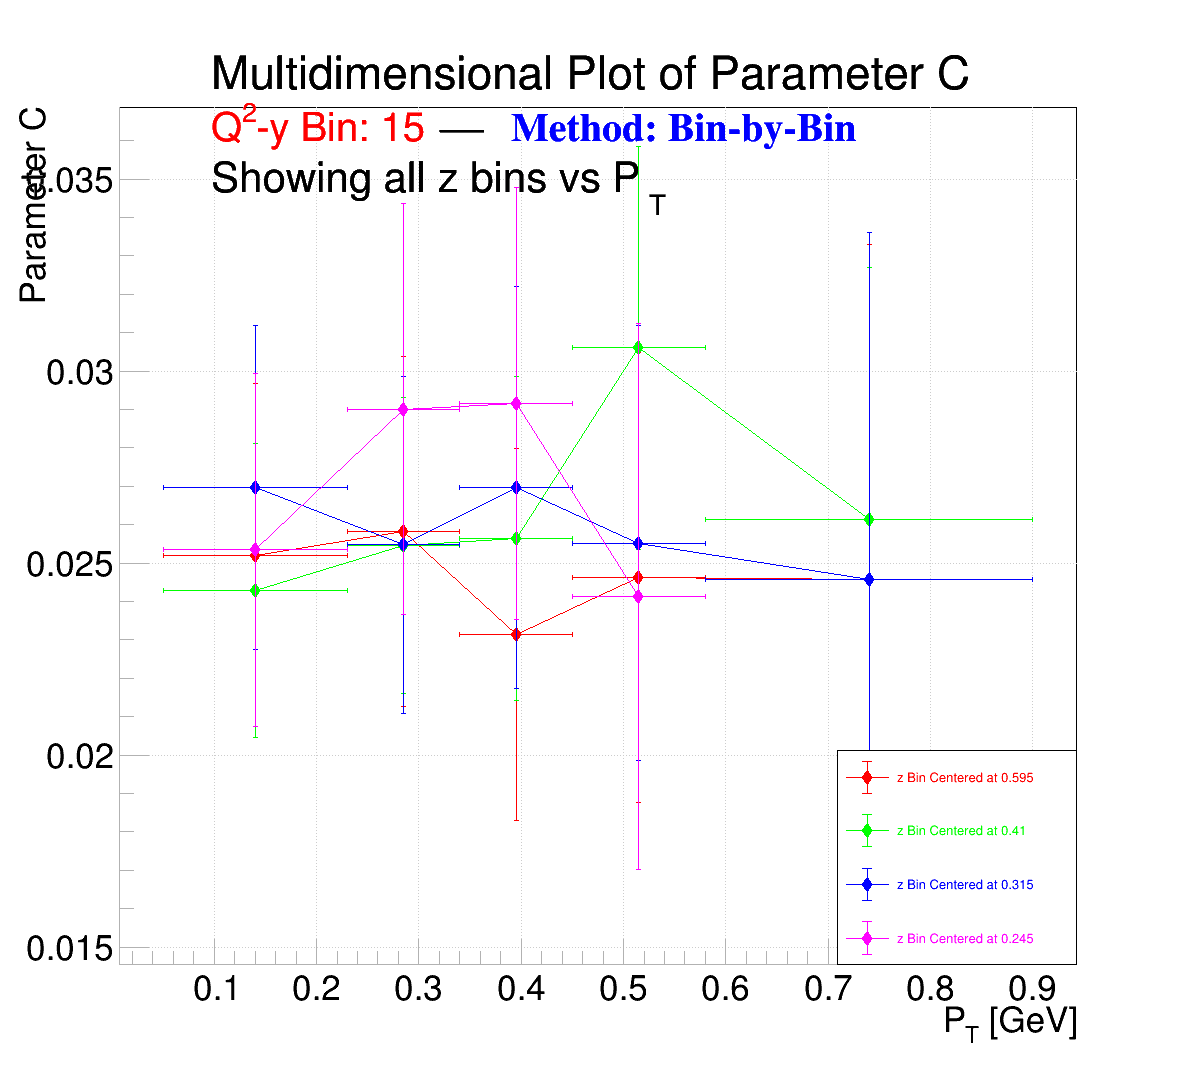 Multidimensional Plot of Parameter C
Q²-y Bin: 15 — Method: Bin-by-Bin
Showing all z bins vs P_T
Parameter C
0.035
0.03
0.025
0.02
0.015
z Bin Centered at 0.595
z Bin Centered at 0.41
z Bin Centered at 0.315
z Bin Centered at 0.245
0.1 0.2 0.3 0.4 0.5 0.6 0.7 0.8 0.9
P_T [GeV]